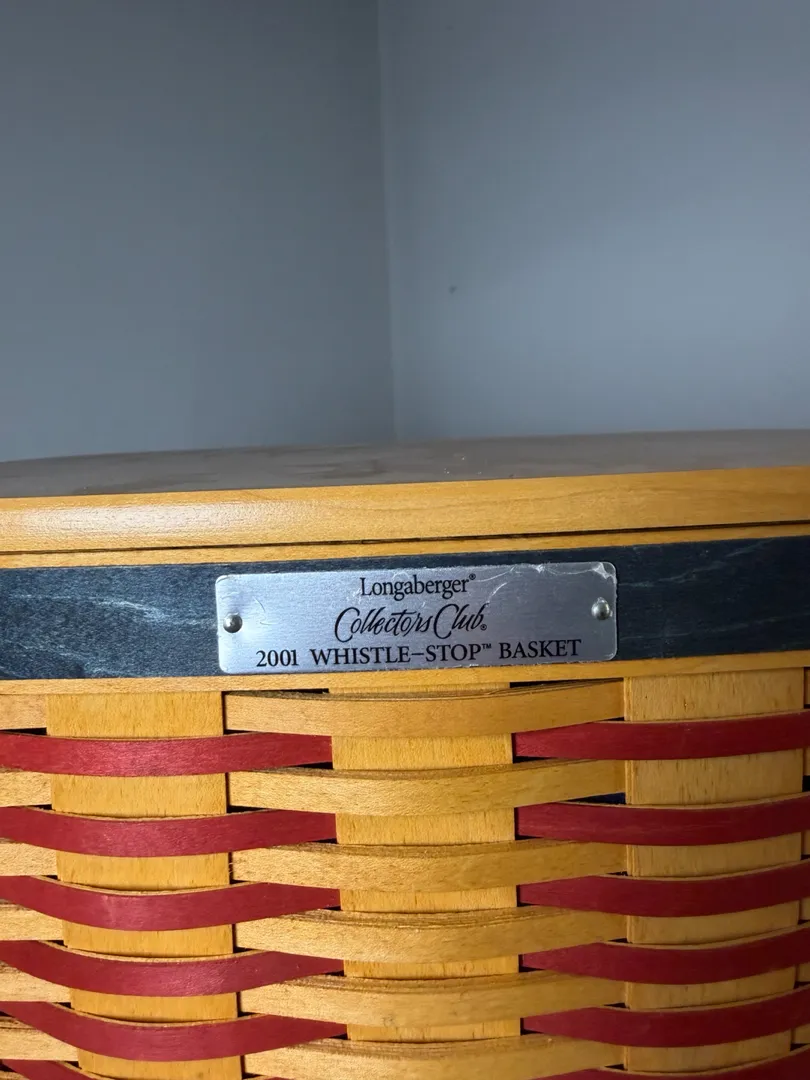 Longaberger®
Collectors Club®
2001 WHISTLE–STOP™ BASKET